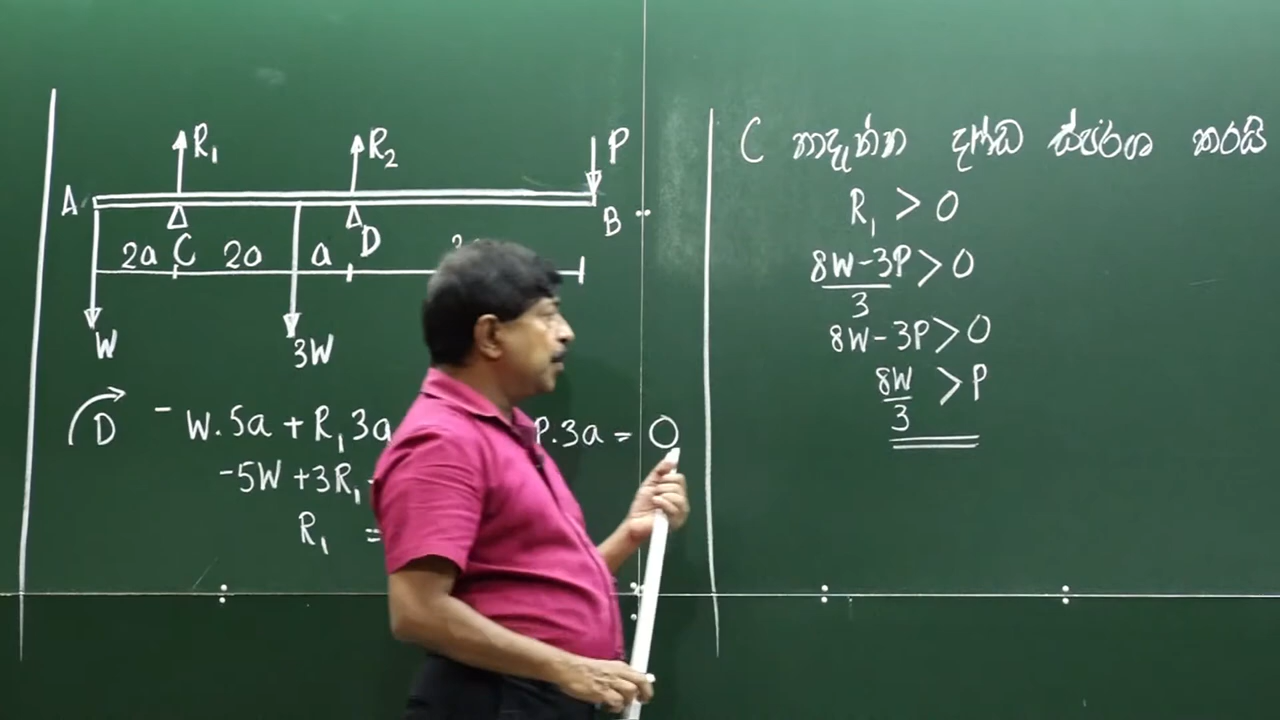 R₁ R₂ P
A B
2a C 2a a D
W 3W
D - W.5a + R₁3a P.3a = 0
-5W + 3R₁
R₁ =
C නාදැත්ත දණ්ඩ ස්පර්ශ කරයි
R₁ > 0
8W-3P/3 > 0
8W-3P > 0
8W/3 > P